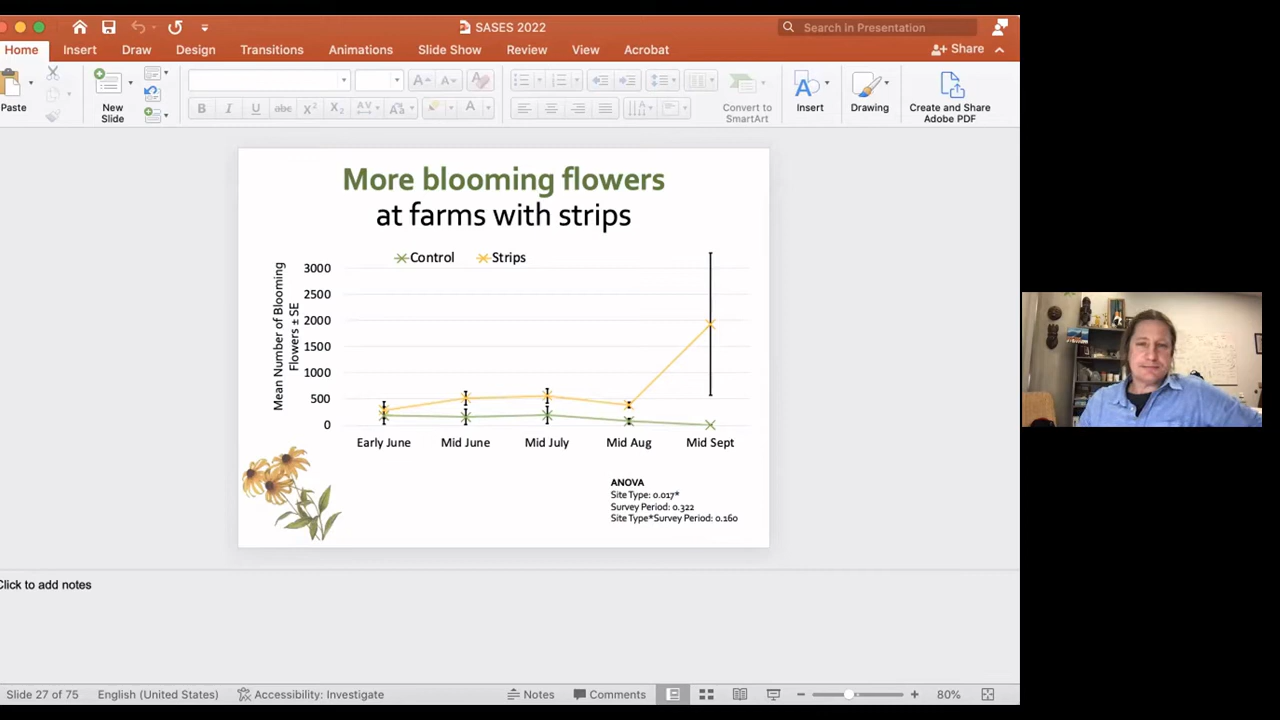 SASES 2022
Search In Presentation
Home Insert Draw Design Transitions Animations Slide Show Review View Acrobat
Share
Paste
New
Slide
B I U abc X² X₂ AV A A
Convert to
SmartArt
Insert
Drawing
Create and Share
Adobe PDF
More blooming flowers
at farms with strips
Control Strips
Mean Number of Blooming
Flowers ± SE
3000
2500
2000
1500
1000
500
0
Early June Mid June Mid July Mid Aug Mid Sept
ANOVA
Site Type: 0.017*
Survey Period: 0.322
Site Type*Survey Period: 0.160
Click to add notes
Slide 27 of 75 English (United States) Accessibility: Investigate Notes Comments 80%